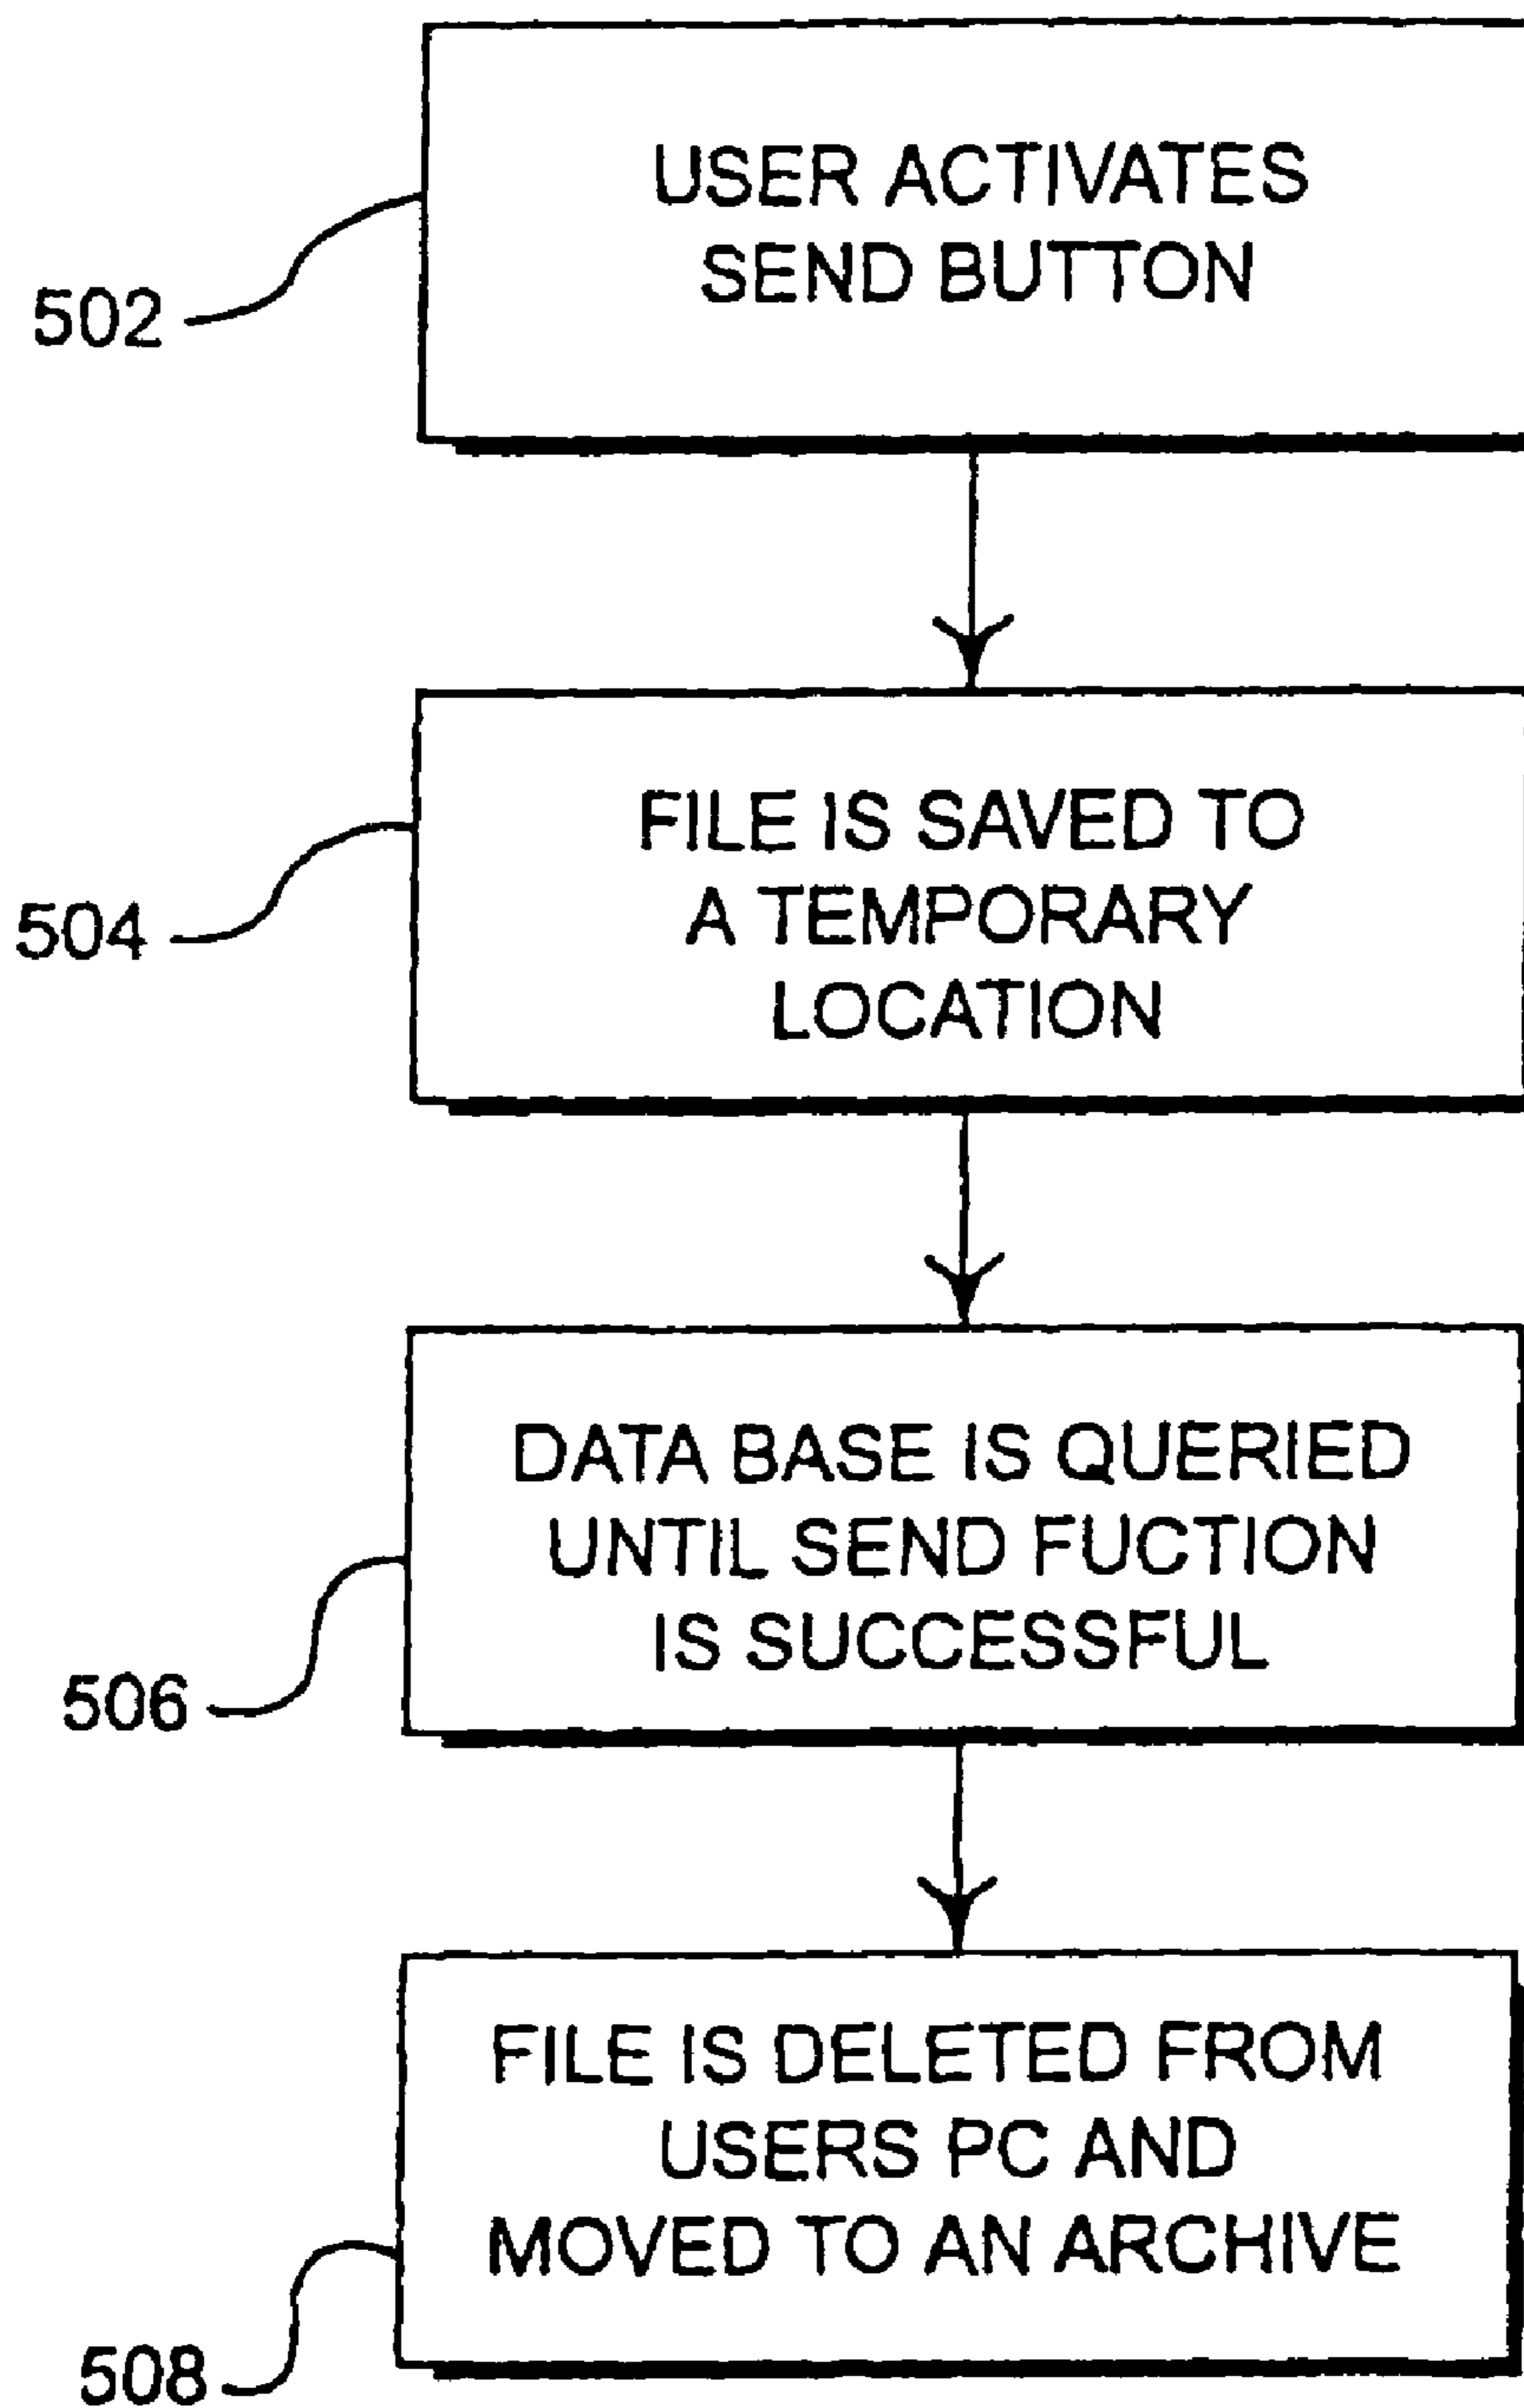 USER ACTIVATES
SEND BUTTON
502
FILE IS SAVED TO
A TEMPORARY
LOCATION
504
DATA BASE IS QUERIED
UNTIL SEND FUCTION
IS SUCCESSFUL
506
FILE IS DELETED FROM
USERS PC AND
MOVED TO AN ARCHIVE
508